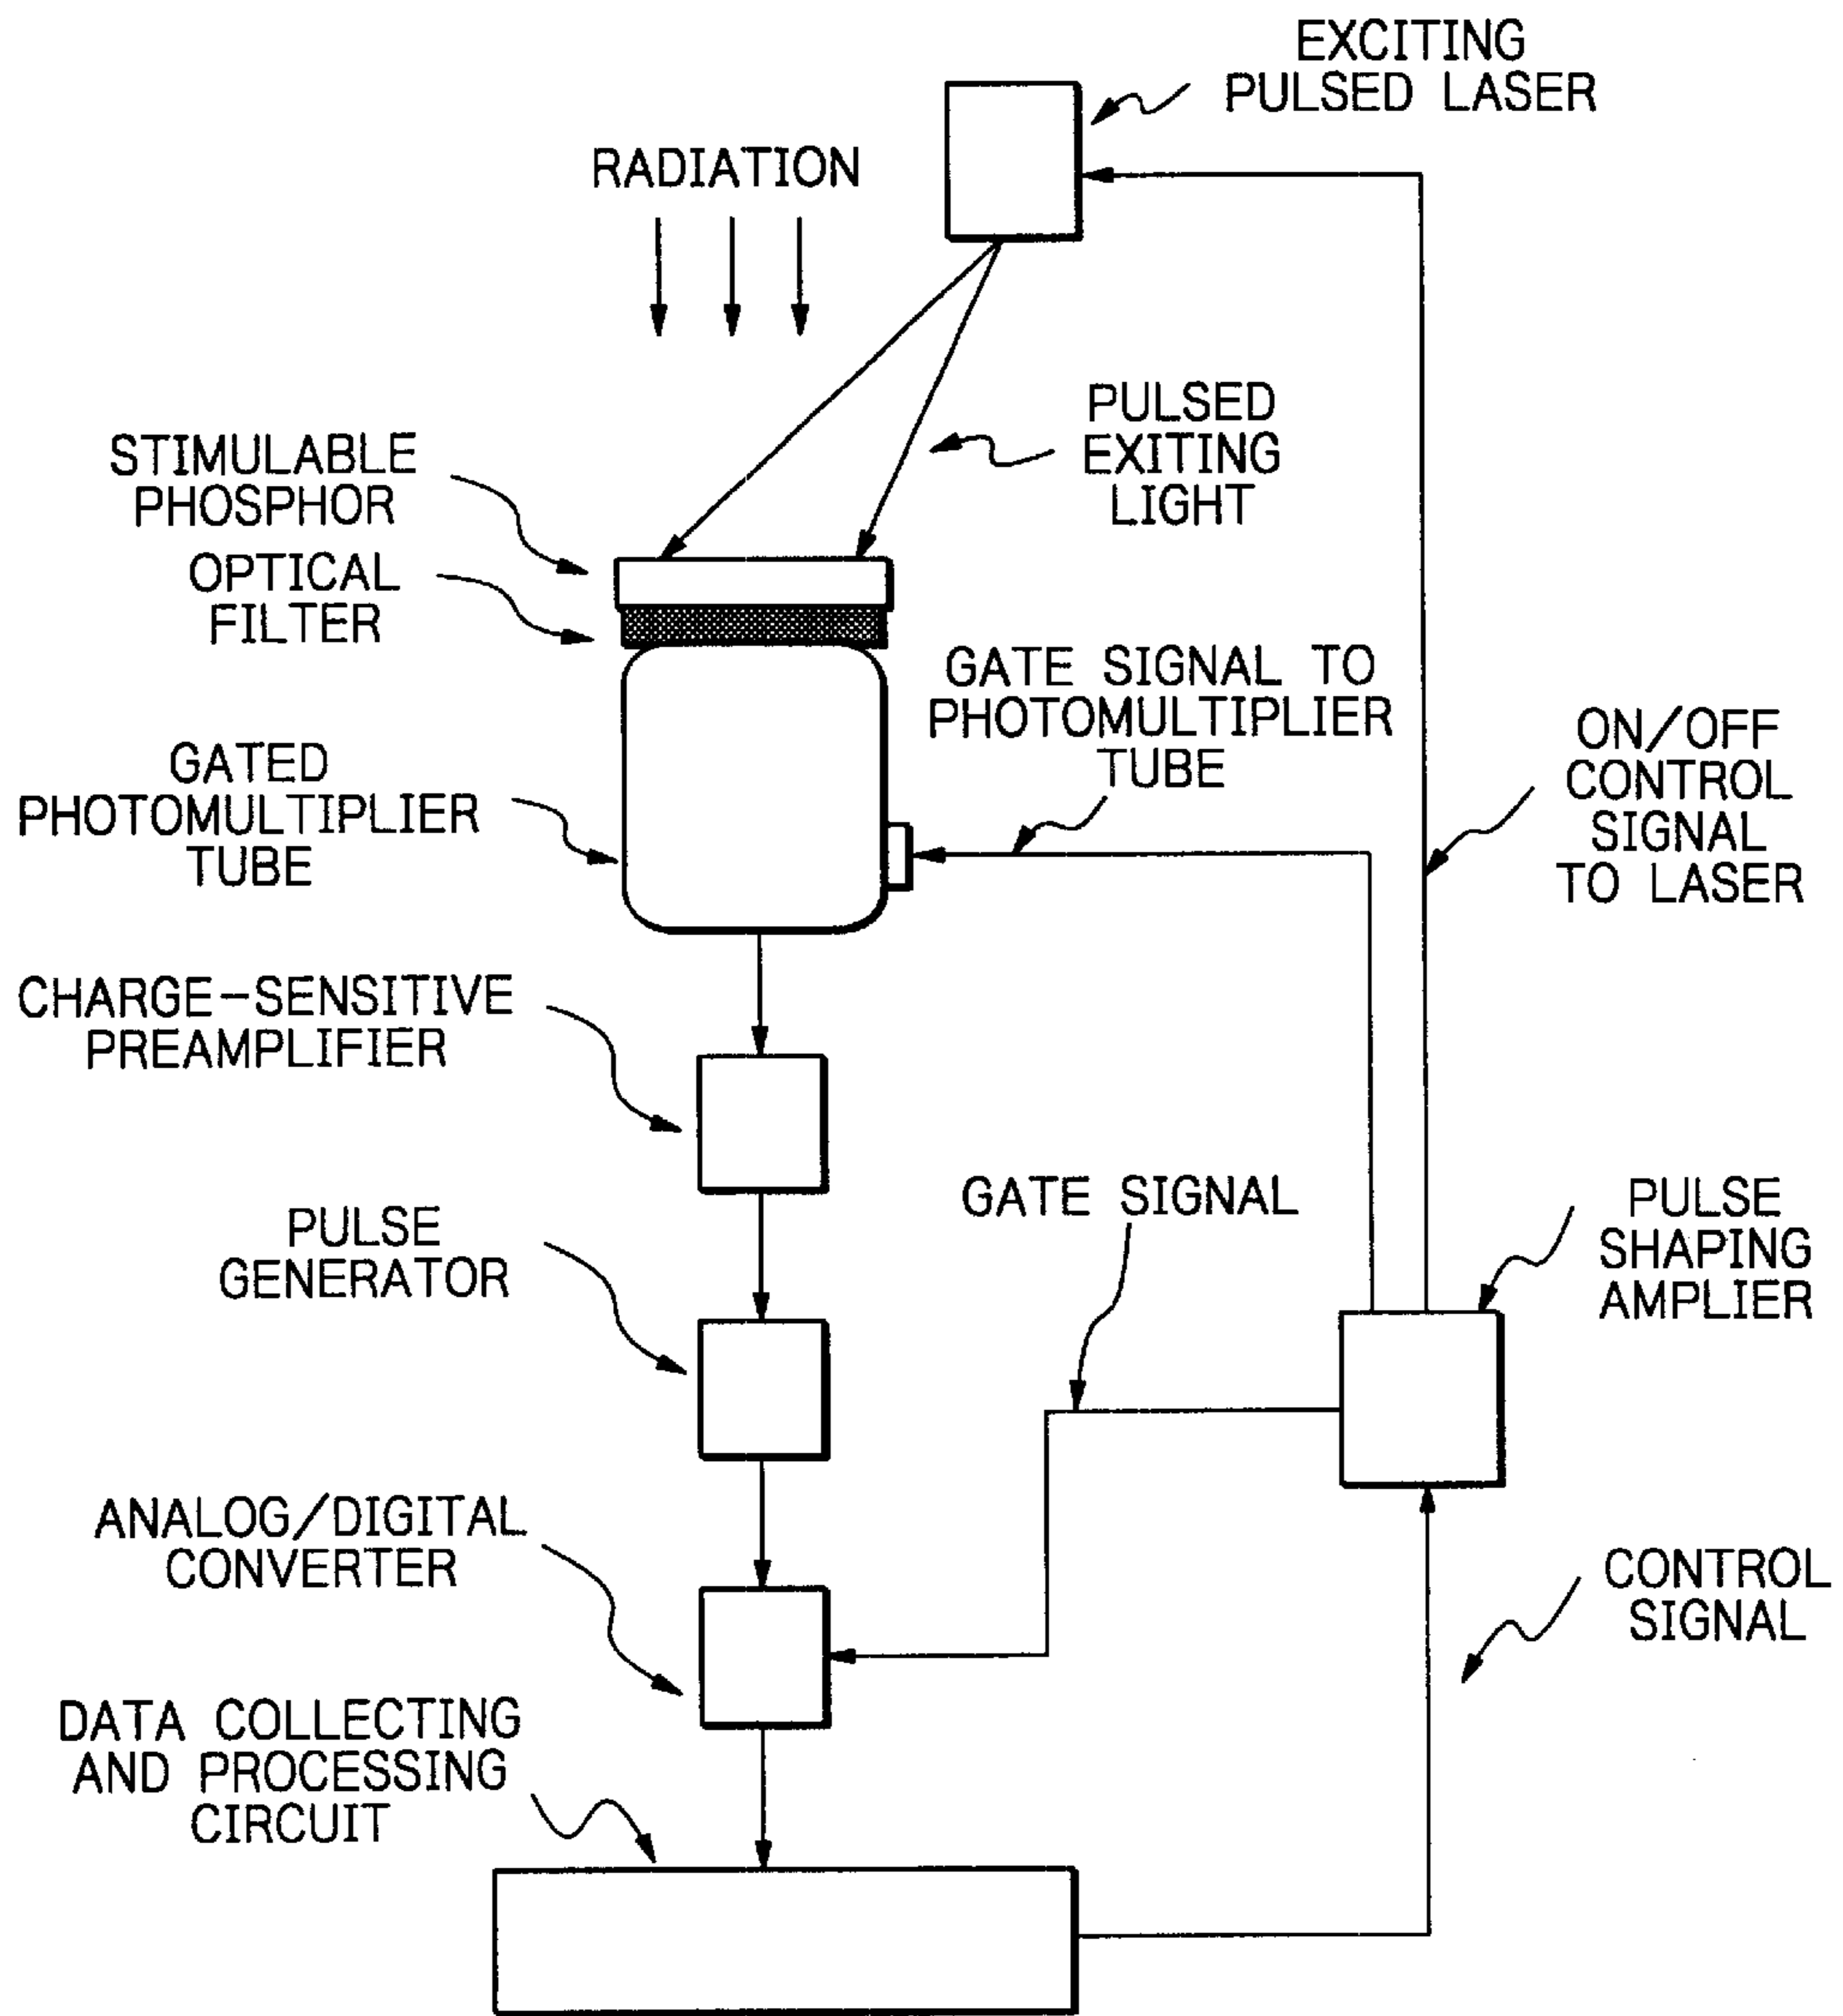 EXCITING
PULSED LASER
RADIATION
PULSED
EXITING
LIGHT
STIMULABLE
PHOSPHOR
OPTICAL
FILTER
GATE SIGNAL TO
PHOTOMULTIPLIER
TUBE
ON/OFF
CONTROL
SIGNAL
TO LASER
GATED
PHOTOMULTIPLIER
TUBE
CHARGE-SENSITIVE
PREAMPLIFIER
GATE SIGNAL
PULSE
SHAPING
AMPLIER
PULSE
GENERATOR
ANALOG/DIGITAL
CONVERTER
CONTROL
SIGNAL
DATA COLLECTING
AND PROCESSING
CIRCUIT